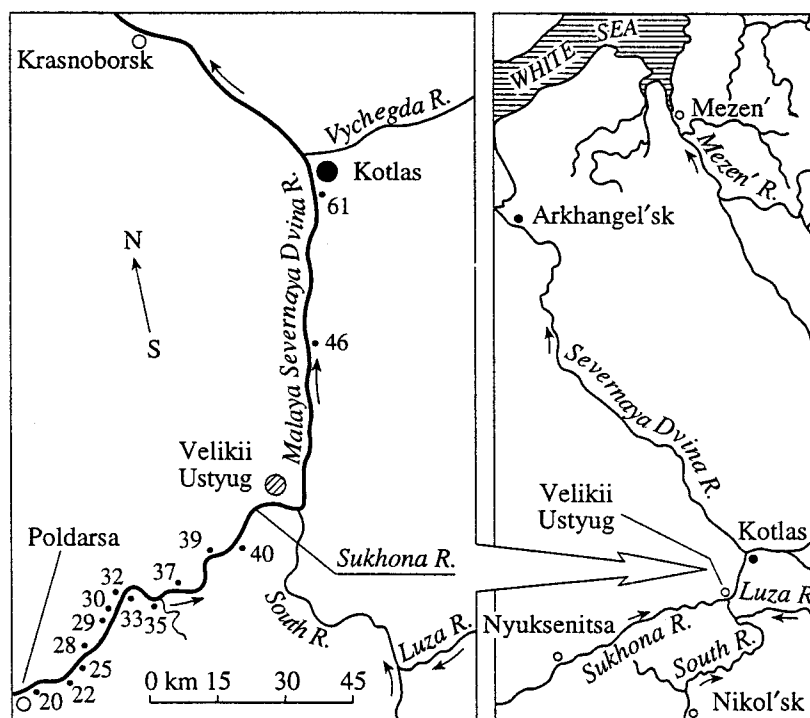 Krasnoborsk
Vychegda R.
Kotlas
61
Malaya Severnaya Dvina R.
N
S
46
Velikii
Ustyug
Poldarsa
39
40
Sukhona R.
37
32
30
33
35
29
28
25
22
20
South R.
Luza R.
0 km 15 30 45
WHITE SEA
Mezen'
Mezen' R.
Arkhangel'sk
Severnaya Dvina R.
Velikii
Ustyug
Kotlas
Luza R.
Nyuksenitsa
Sukhona R.
South R.
Nikol'sk